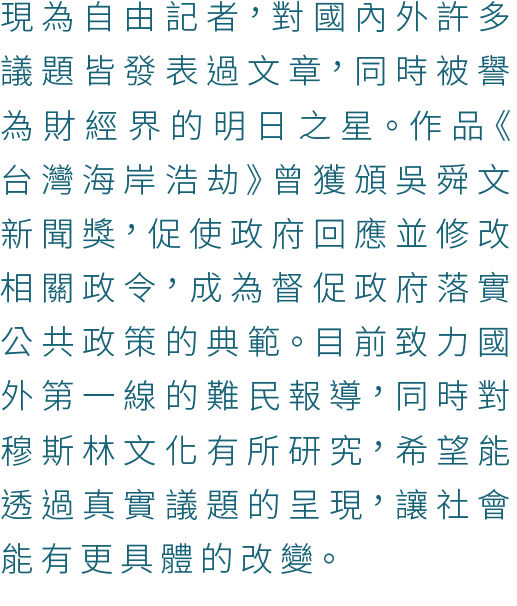 現為自由記者，對國內外許多
議題皆發表過文章，同時被譽
為財經界的明日之星。作品《
台灣海岸浩劫》曾獲頒吳舜文
新聞獎，促使政府回應並修改
相關政令，成為督促政府落實
公共政策的典範。目前致力國
外第一線的難民報導，同時對
穆斯林文化有所研究，希望能
透過真實議題的呈現，讓社會
能有更具體的改變。